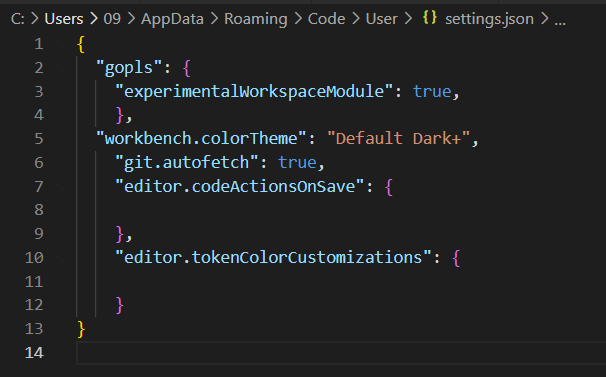 C: > Users > 09 > AppData > Roaming > Code > User > {} settings.json > ...
1 {
2 "gopls": {
3 "experimentalWorkspaceModule": true,
4 },
5 "workbench.colorTheme": "Default Dark+",
6 "git.autofetch": true,
7 "editor.codeActionsOnSave": {
8
9 },
10 "editor.tokenColorCustomizations": {
11
12 }
13 }
14